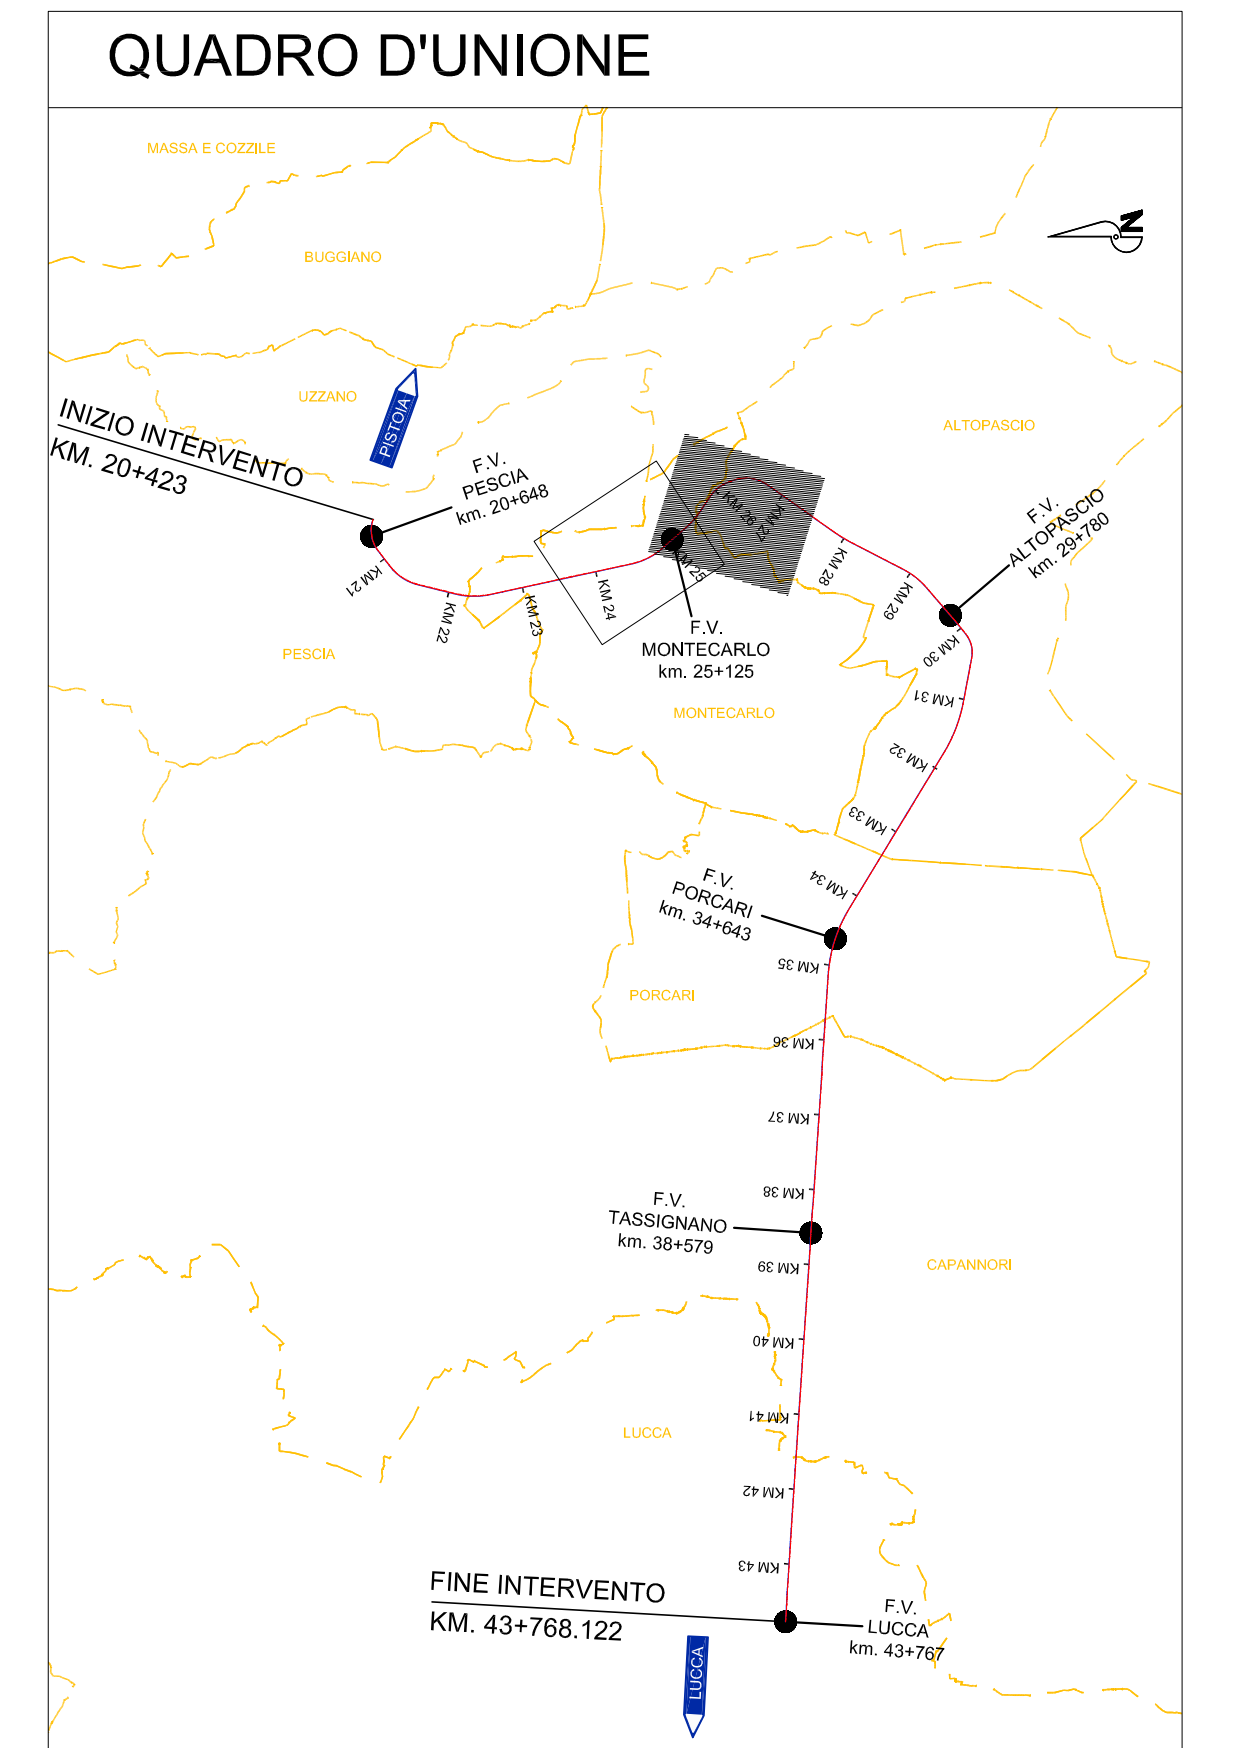 QUADRO D'UNIONE
MASSA E COZZILE
BUGGIANO
N
UZZANO
PISTOIA
ALTOPASCIO
INIZIO INTERVENTO
KM. 20+423
F.V.
PESCIA
km. 20+648
F.V.
ALTOPASCIO
km. 29+780
KM 21
KM 22
KM 23
KM 24
KM 25
KM 26
KM 27
KM 28
KM 29
KM 30
F.V.
MONTECARLO
km. 25+125
PESCIA
MONTECARLO
KM 31
KM 32
KM 33
KM 34
F.V.
PORCARI
km. 34+643
KM 35
PORCARI
KM 36
KM 37
KM 38
F.V.
TASSIGNANO
km. 38+579
KM 39
CAPANNORI
KM 40
KM 41
LUCCA
KM 42
KM 43
FINE INTERVENTO
KM. 43+768.122
F.V.
LUCCA
km. 43+767
LUCCA